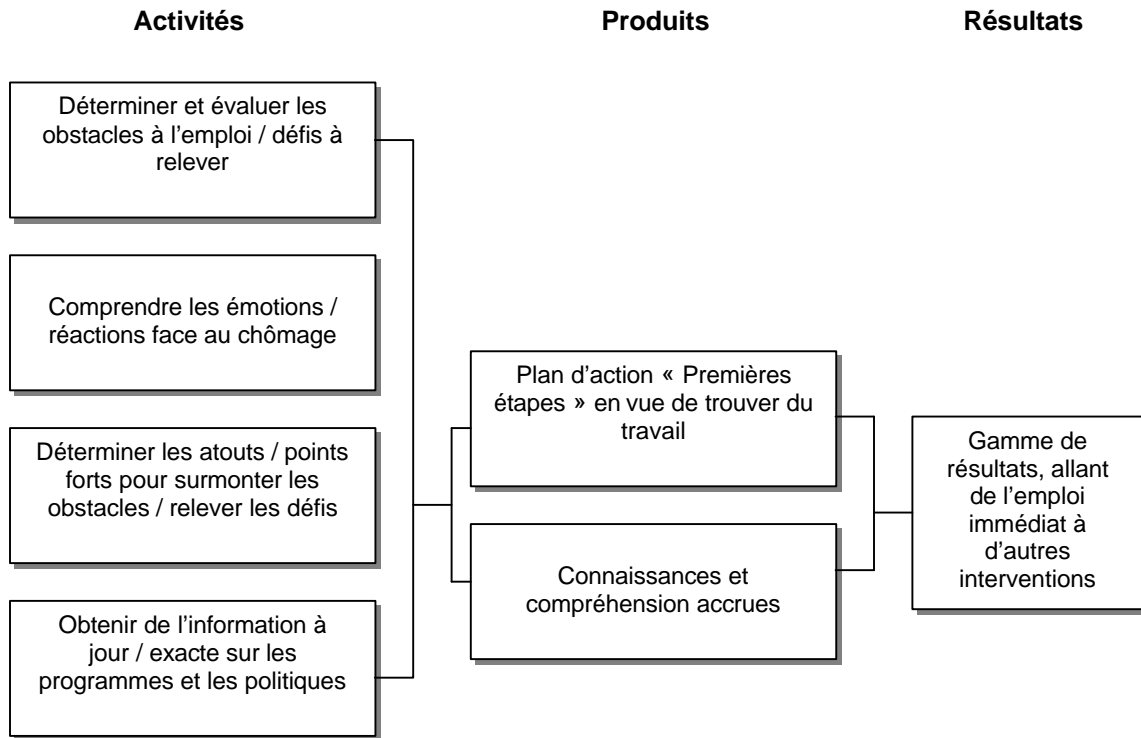 Activités
Produits
Résultats
Déterminer et évaluer les
obstacles à l’emploi / défis à
relever
Comprendre les émotions /
réactions face au chômage
Déterminer les atouts / points
forts pour surmonter les
obstacles / relever les défis
Obtenir de l’information à
jour / exacte sur les
programmes et les politiques
Plan d’action « Premières
étapes » en vue de trouver du
travail
Connaissances et
compréhension accrues
Gamme de
résultats, allant
de l’emploi
immédiat à
d’autres
interventions